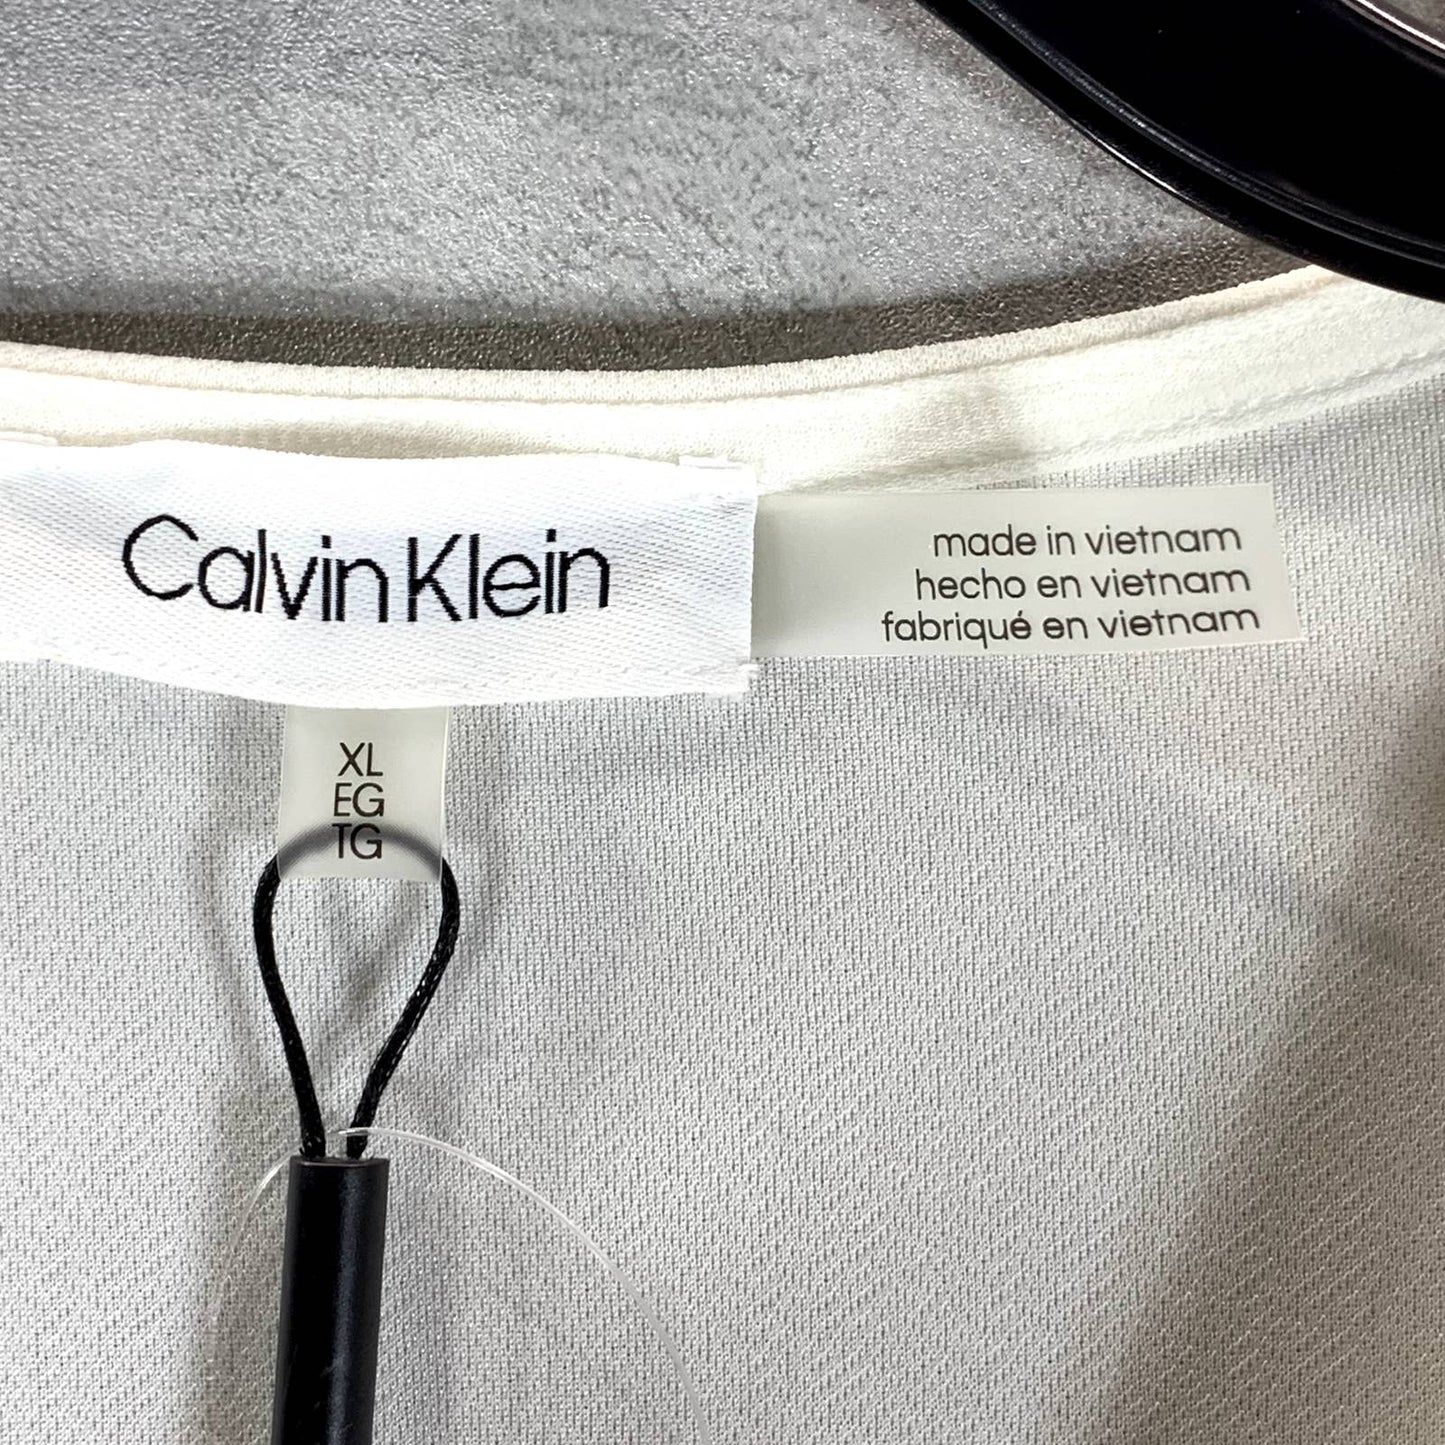 Calvin Klein
made in vietnam
hecho en vietnam
fabriqué en vietnam
XL
EG
TG